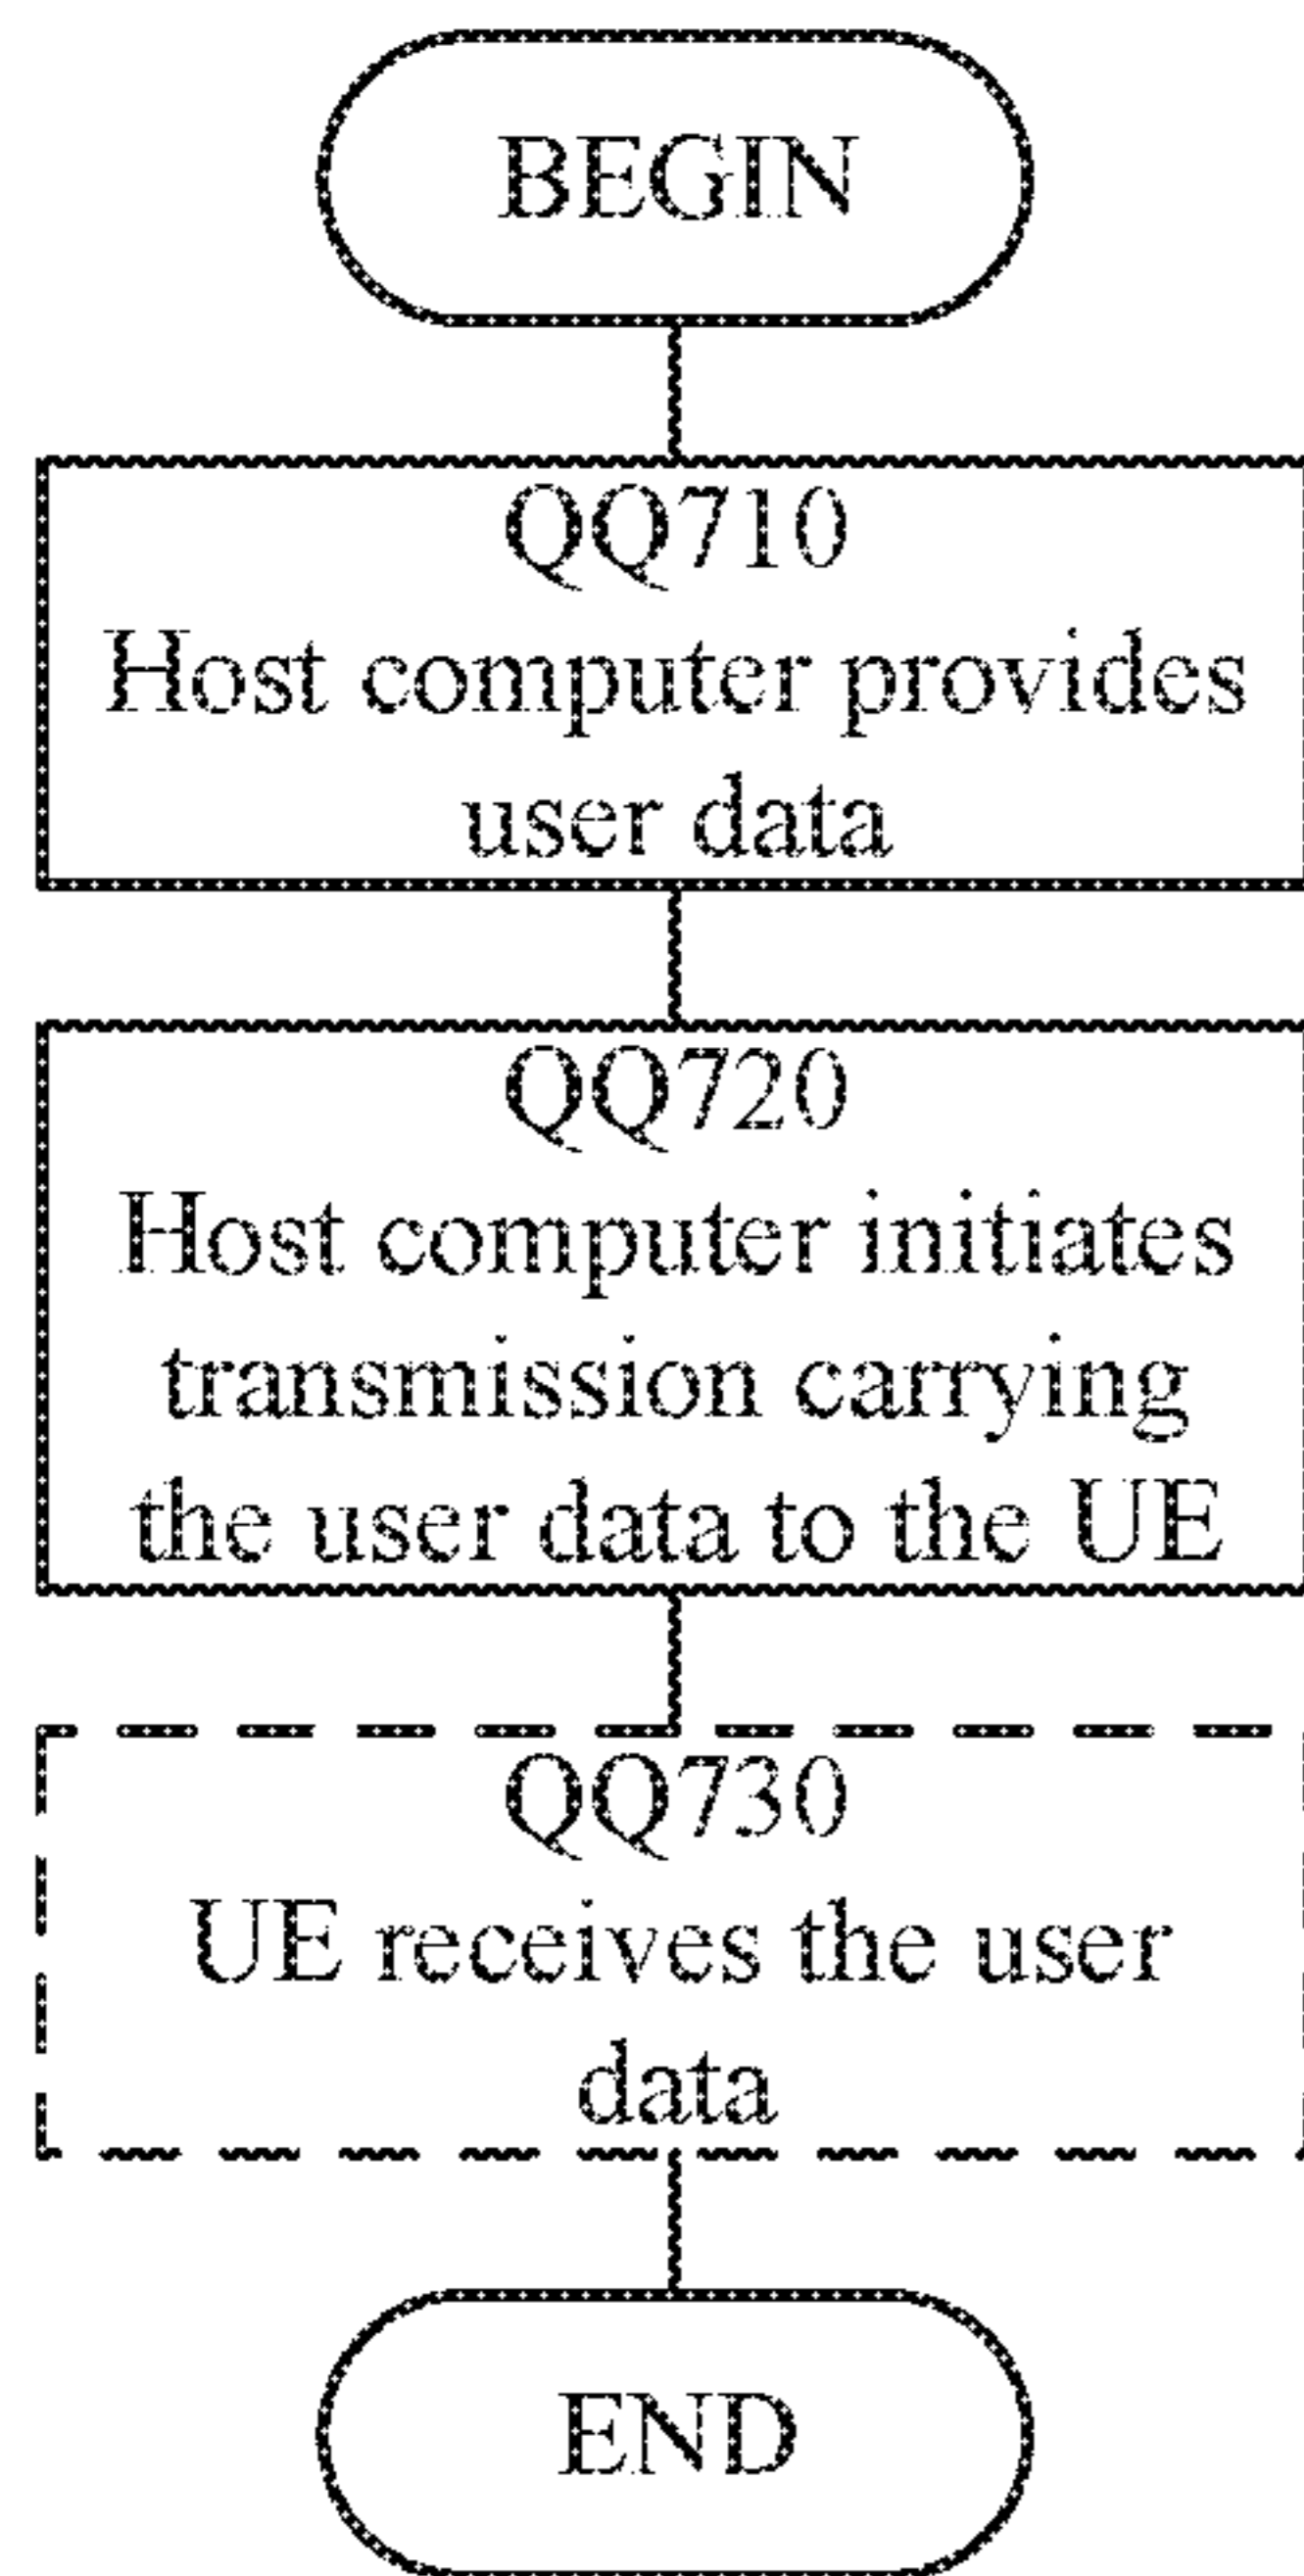 BEGIN
QQ710
Host computer provides
user data
QQ720
Host computer initiates
transmission carrying
the user data to the UE
QQ730
UE receives the user
data
END